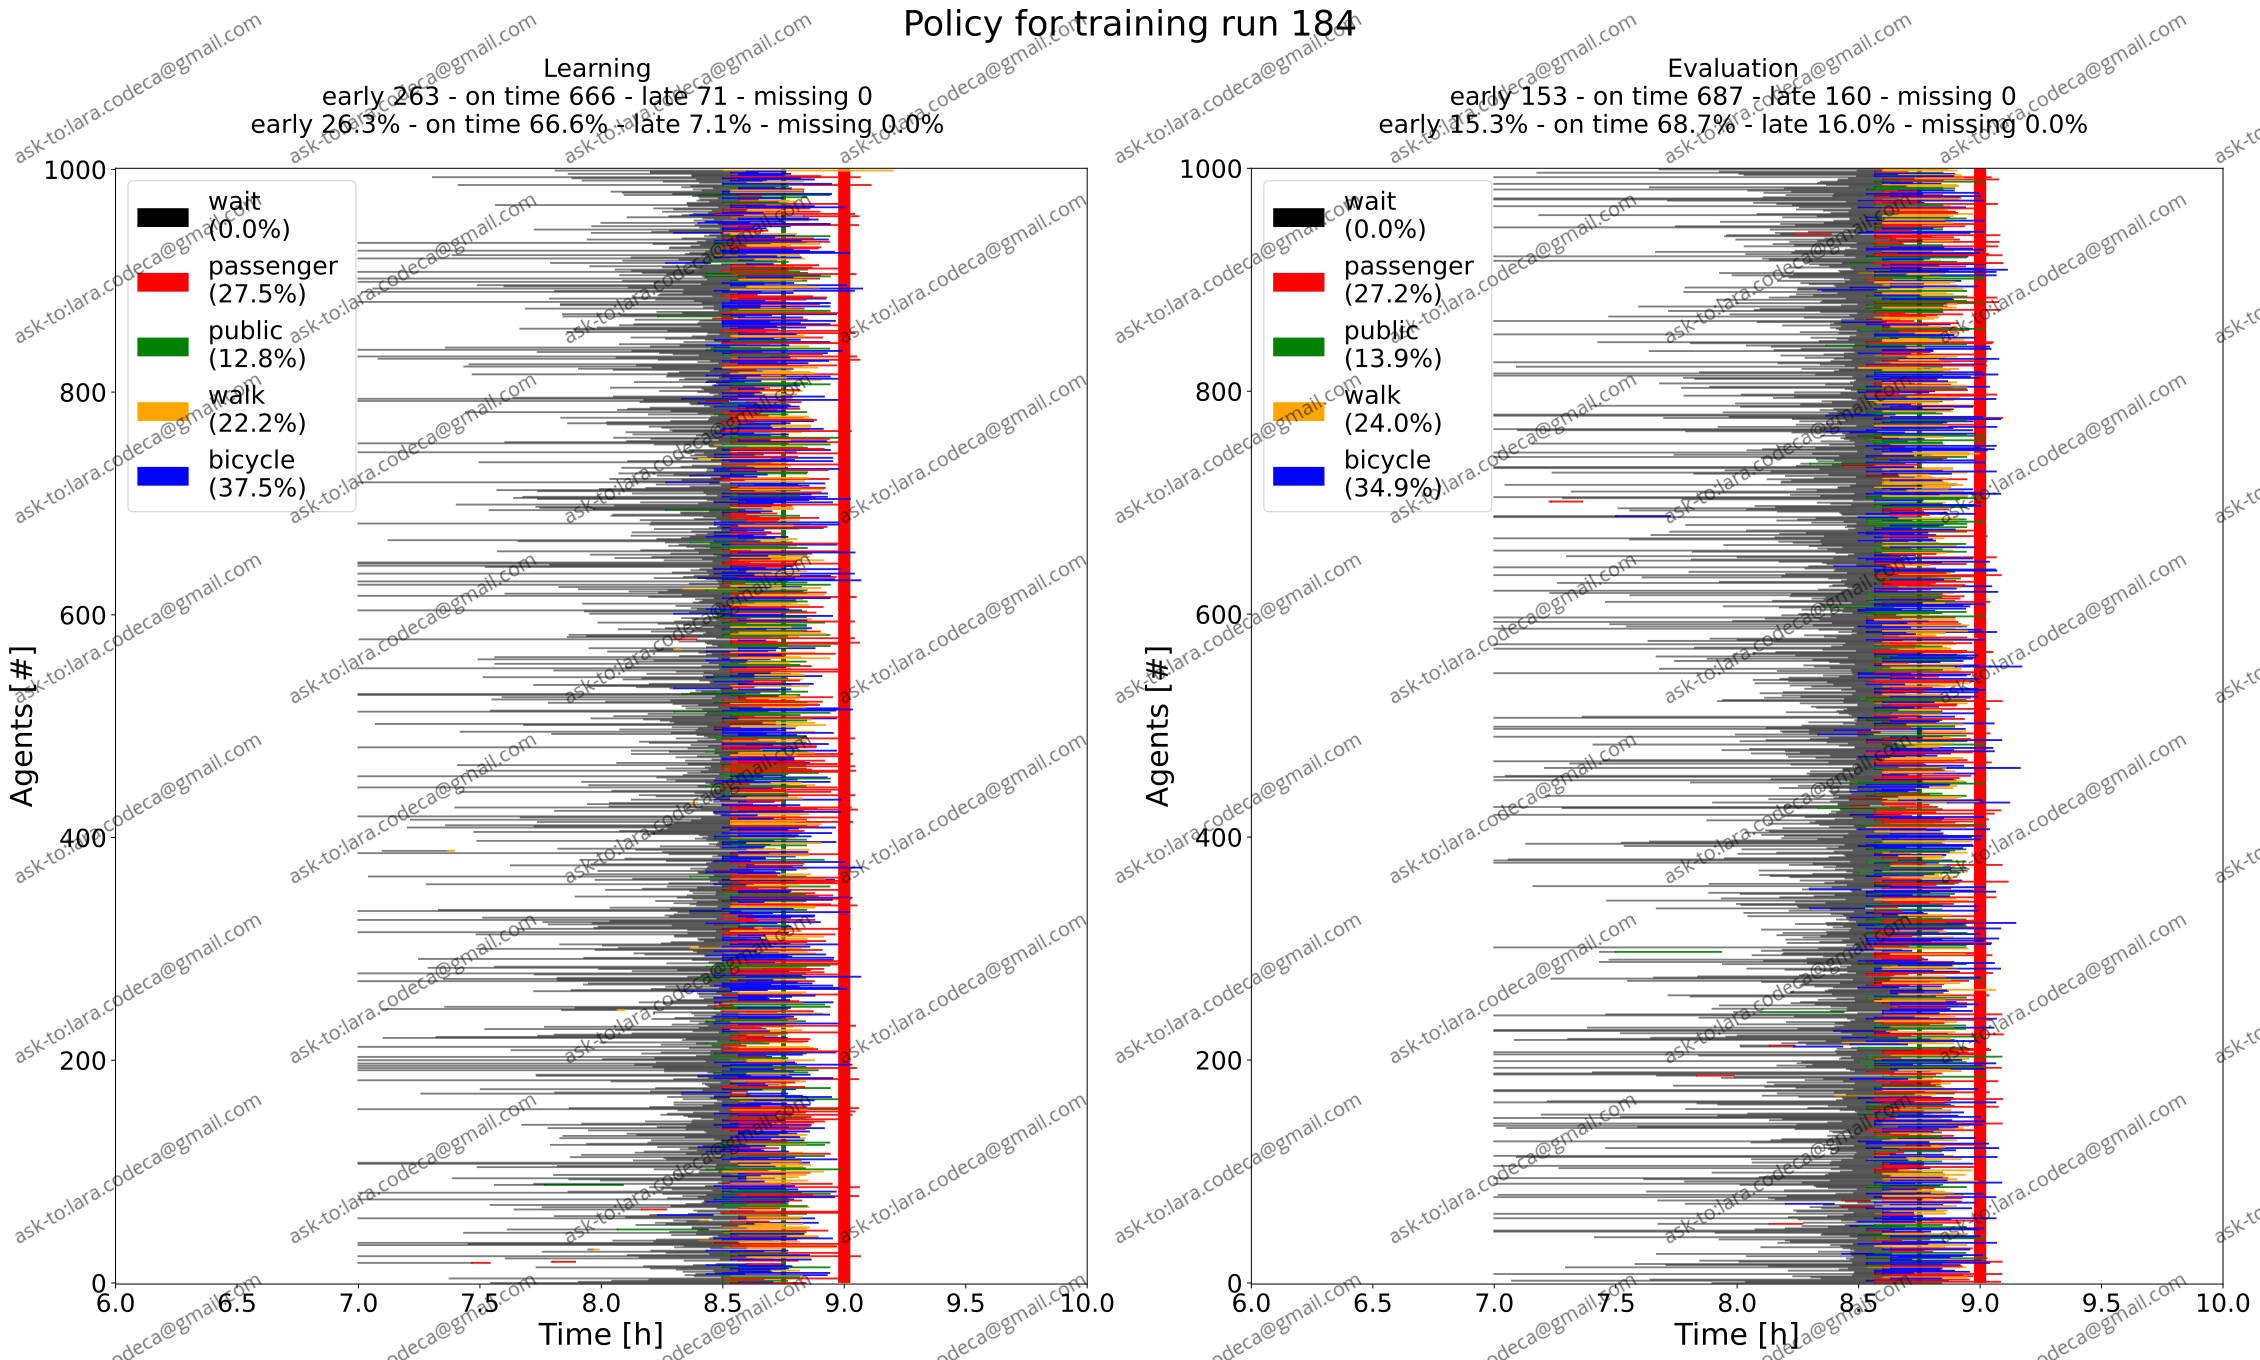 Policy for training run 184
Learning
early 263 - on time 666 - late 71 - missing 0
early 26.3% - on time 66.6% - late 7.1% - missing 0.0%
1000
800
600
400
200
0
Agents [#]
wait
(0.0%)
passenger
(27.5%)
public
(12.8%)
walk
(22.2%)
bicycle
(37.5%)
6.0 6.5 7.0 7.5 8.0 8.5 9.0 9.5 10.0
Time [h]
Evaluation
early 153 - on time 687 - late 160 - missing 0
early 15.3% - on time 68.7% - late 16.0% - missing 0.0%
1000
800
600
400
200
0
Agents [#]
wait
(0.0%)
passenger
(27.2%)
public
(13.9%)
walk
(24.0%)
bicycle
(34.9%)
6.0 6.5 7.0 7.5 8.0 8.5 9.0 9.5 10.0
Time [h]
ask-to:lara.codeca@gmail.com